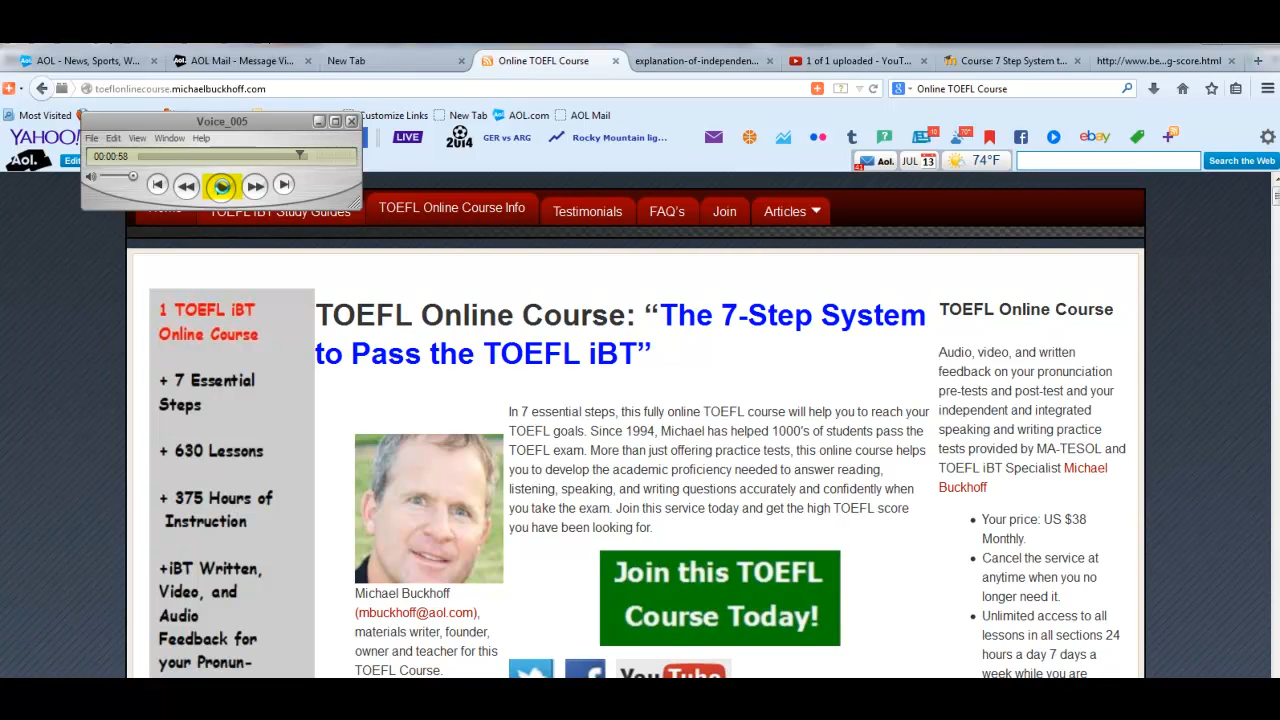 AOL - News, Sports, W...
AOL Mail - Message Vi...
New Tab
Online TOEFL Course
explanation-of-independen...
1 of 1 uploaded - YouT...
Course: 7 Step System t...
http://www.be...g-score.html
toeflonlinecourse.michaelbuckhoff.com
Online TOEFL Course
Most Visited
Customize Links
New Tab
AOL.com
AOL Mail
YAHOO!
LIVE
2014
GER vs ARG
Rocky Mountain lig...
ebay
Aol.
Edit
Aol.
JUL 13
74°F
Search the Web
Voice_005
File Edit View Window Help
00:00:58
TOEFL iBT Study Guides
TOEFL Online Course Info
Testimonials
FAQ's
Join
Articles
1 TOEFL iBT
Online Course
+ 7 Essential
Steps
+ 630 Lessons
+ 375 Hours of
Instruction
+iBT Written,
Video, and
Audio
Feedback for
your Pronun-
TOEFL Online Course: “The 7-Step System
to Pass the TOEFL iBT”
In 7 essential steps, this fully online TOEFL course will help you to reach your
TOEFL goals. Since 1994, Michael has helped 1000's of students pass the
TOEFL exam. More than just offering practice tests, this online course helps
you to develop the academic proficiency needed to answer reading,
listening, speaking, and writing questions accurately and confidently when
you take the exam. Join this service today and get the high TOEFL score
you have been looking for.
Michael Buckhoff
(mbuckhoff@aol.com),
materials writer, founder,
owner and teacher for this
TOEFL Course.
Join this TOEFL
Course Today!
YouTube
TOEFL Online Course
Audio, video, and written
feedback on your pronunciation
pre-tests and post-test and your
independent and integrated
speaking and writing practice
tests provided by MA-TESOL and
TOEFL iBT Specialist Michael
Buckhoff
Your price: US $38
Monthly.
Cancel the service at
anytime when you no
longer need it.
Unlimited access to all
lessons in all sections 24
hours a day 7 days a
week while you are